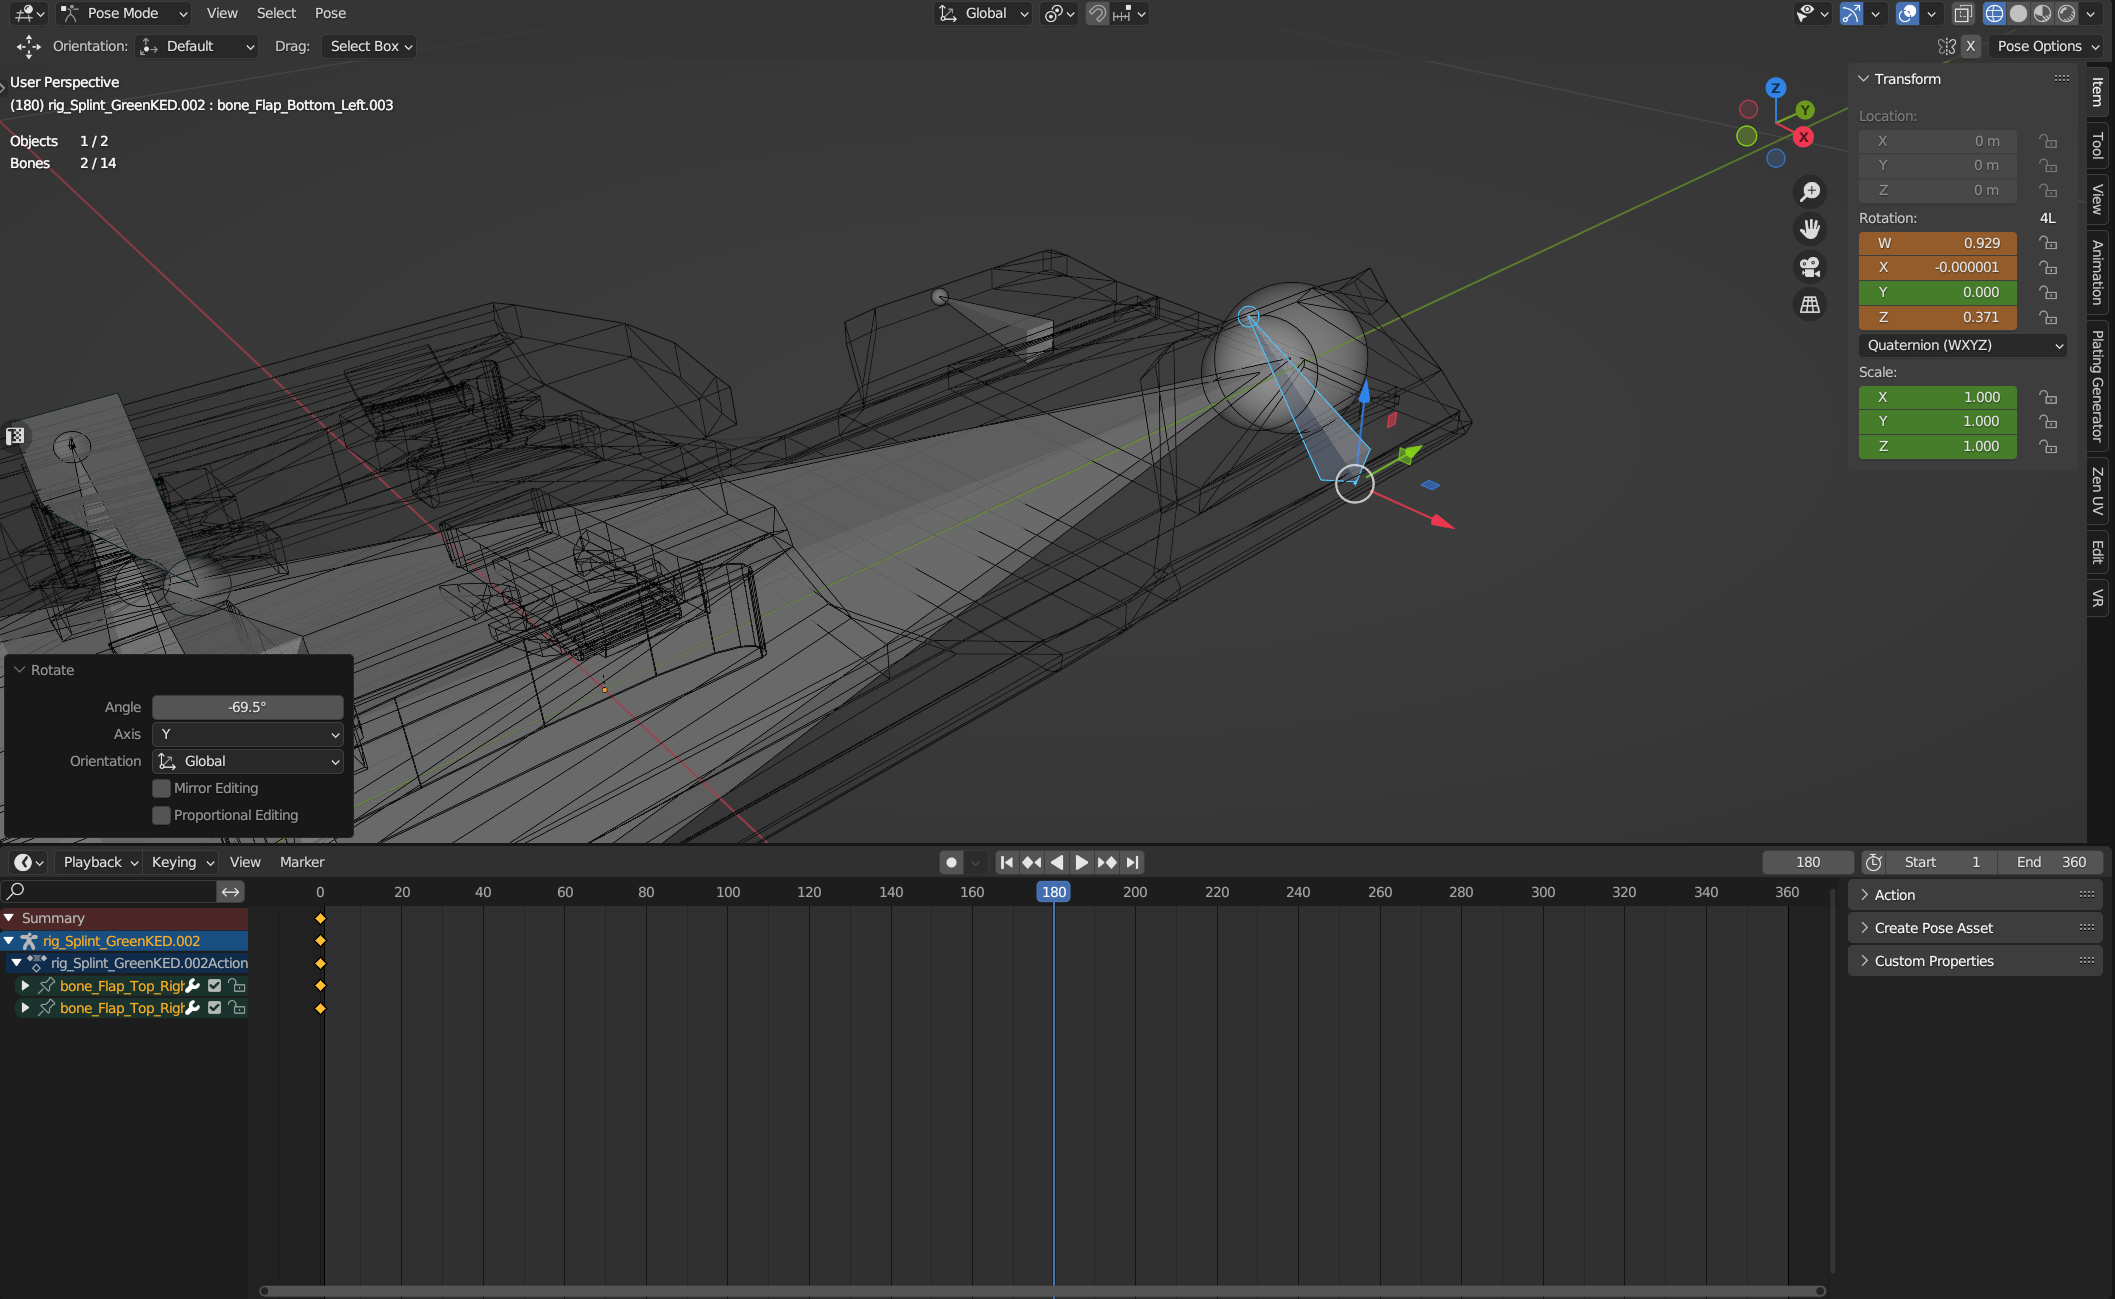 Pose Mode View Select Pose Global
Orientation: Default Drag: Select Box X Pose Options
User Perspective
(180) rig_Splint_GreenKED.002 : bone_Flap_Bottom_Left.003
Objects 1 / 2
Bones 2 / 14
Z
Y
X
Transform
Location:
X 0 m
Y 0 m
Z 0 m
Rotation: 4L
W 0.929
X -0.000001
Y 0.000
Z 0.371
Quaternion (WXYZ)
Scale:
X 1.000
Y 1.000
Z 1.000
Item
Tool
View
Animation
Plating Generator
Zen UV
Edit
VR
Rotate
Angle -69.5°
Axis Y
Orientation Global
Mirror Editing
Proportional Editing
Playback Keying View Marker 180 Start 1 End 360
0 20 40 60 80 100 120 140 160 180 200 220 240 260 280 300 320 340 360
Summary
rig_Splint_GreenKED.002
rig_Splint_GreenKED.002Action
bone_Flap_Top_Righ
bone_Flap_Top_Righ
Action
Create Pose Asset
Custom Properties